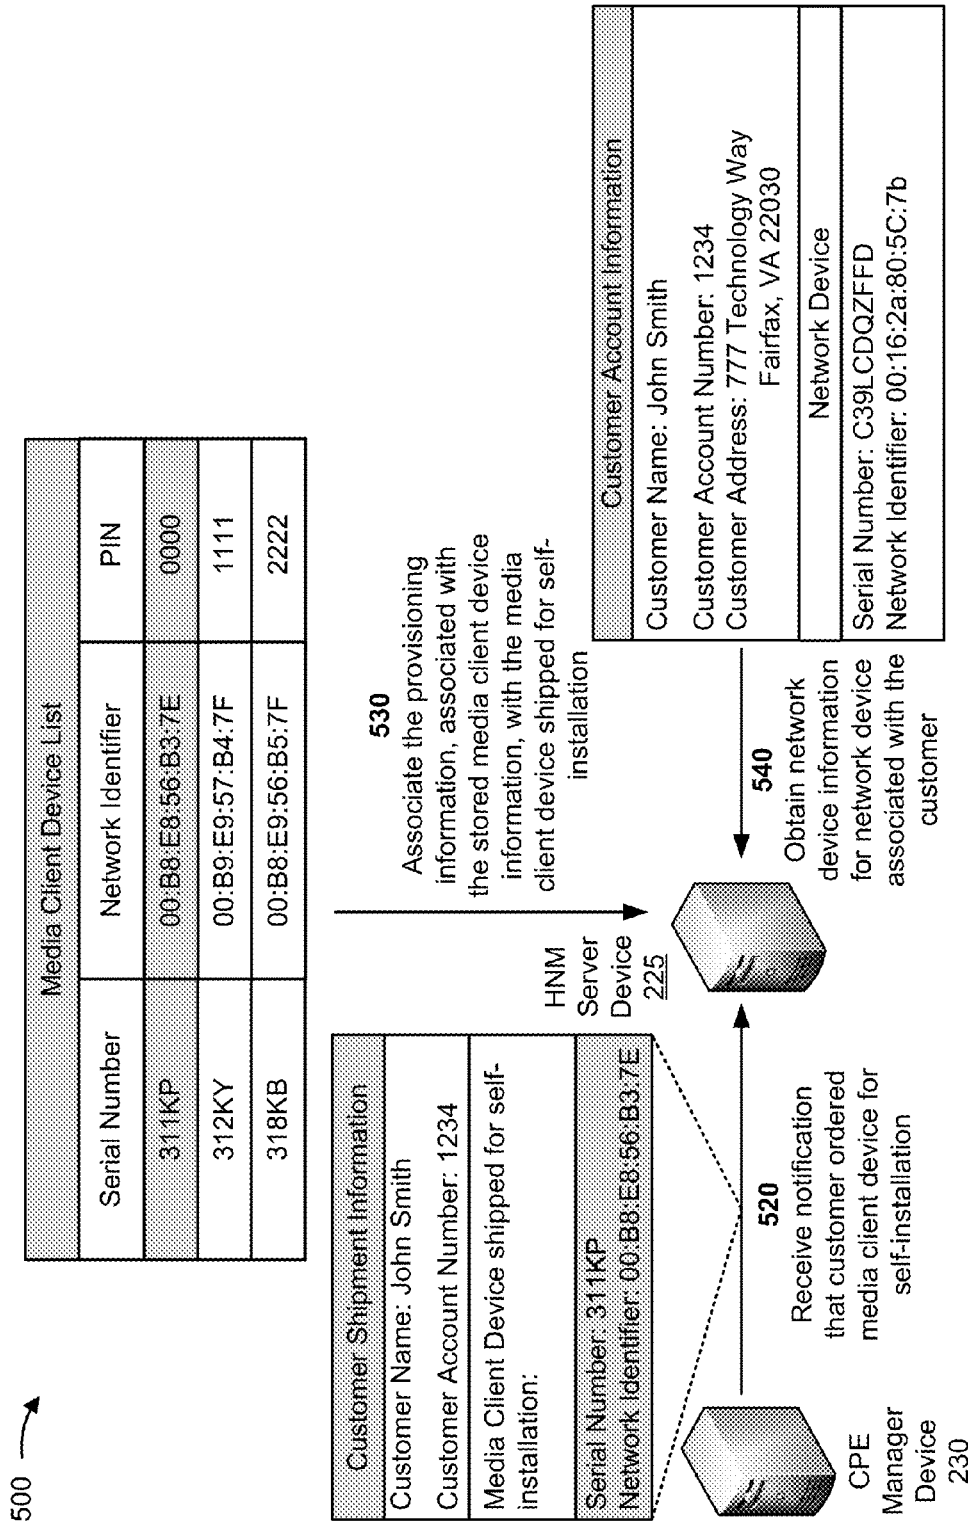 500
Media Client Device List
Serial Number Network Identifier PIN
311KP 00:B8:E8:56:B3:7E 0000
312KY 00:B9:E9:57:B4:7F 1111
318KB 00:B8:E9:56:B5:7F 2222
Customer Shipment Information
Customer Name: John Smith
Customer Account Number: 1234
Media Client Device shipped for self-
installation:
Serial Number: 311KP
Network Identifier: 00:B8:E8:56:B3:7E
530
Associate the provisioning
information, associated with
the stored media client device
information, with the media
client device shipped for self-
installation
HNM
Server
Device
225
CPE
Manager
Device
230
520
Receive notification
that customer ordered
media client device for
self-installation
540
Obtain network
device information
for network device
associated with the
customer
Customer Account Information
Customer Name: John Smith
Customer Account Number: 1234
Customer Address: 777 Technology Way
Fairfax, VA 22030
Network Device
Serial Number: C39LCDQZFFD
Network Identifier: 00:16:2a:80:5C:7b